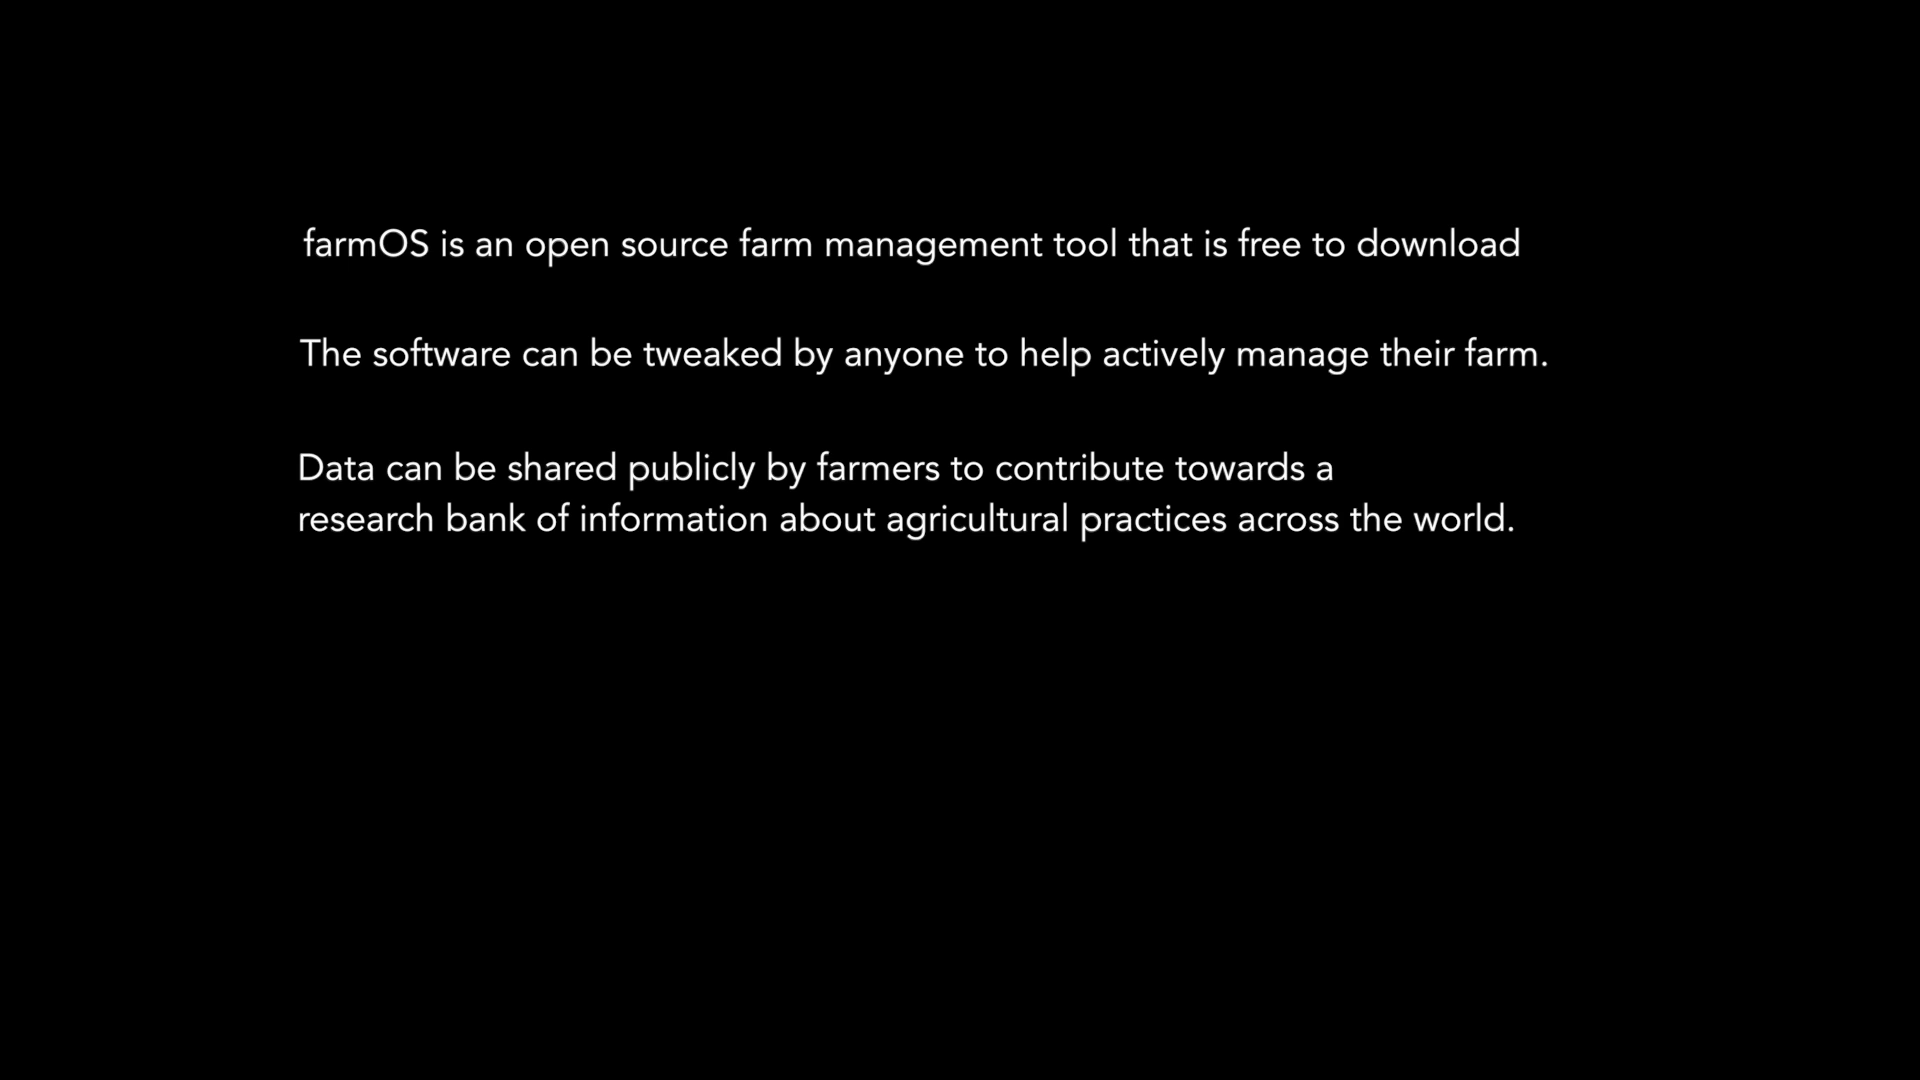 farmOS is an open source farm management tool that is free to download
The software can be tweaked by anyone to help actively manage their farm.
Data can be shared publicly by farmers to contribute towards a
research bank of information about agricultural practices across the world.